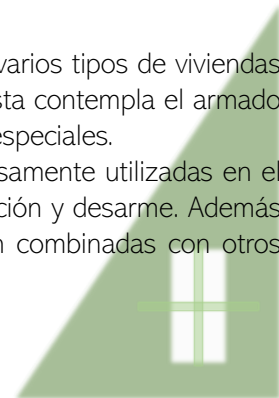 varios tipos de viviendas
sta contempla el armado
especiales.
samente utilizadas en el
ción y desarme. Además
n combinadas con otros